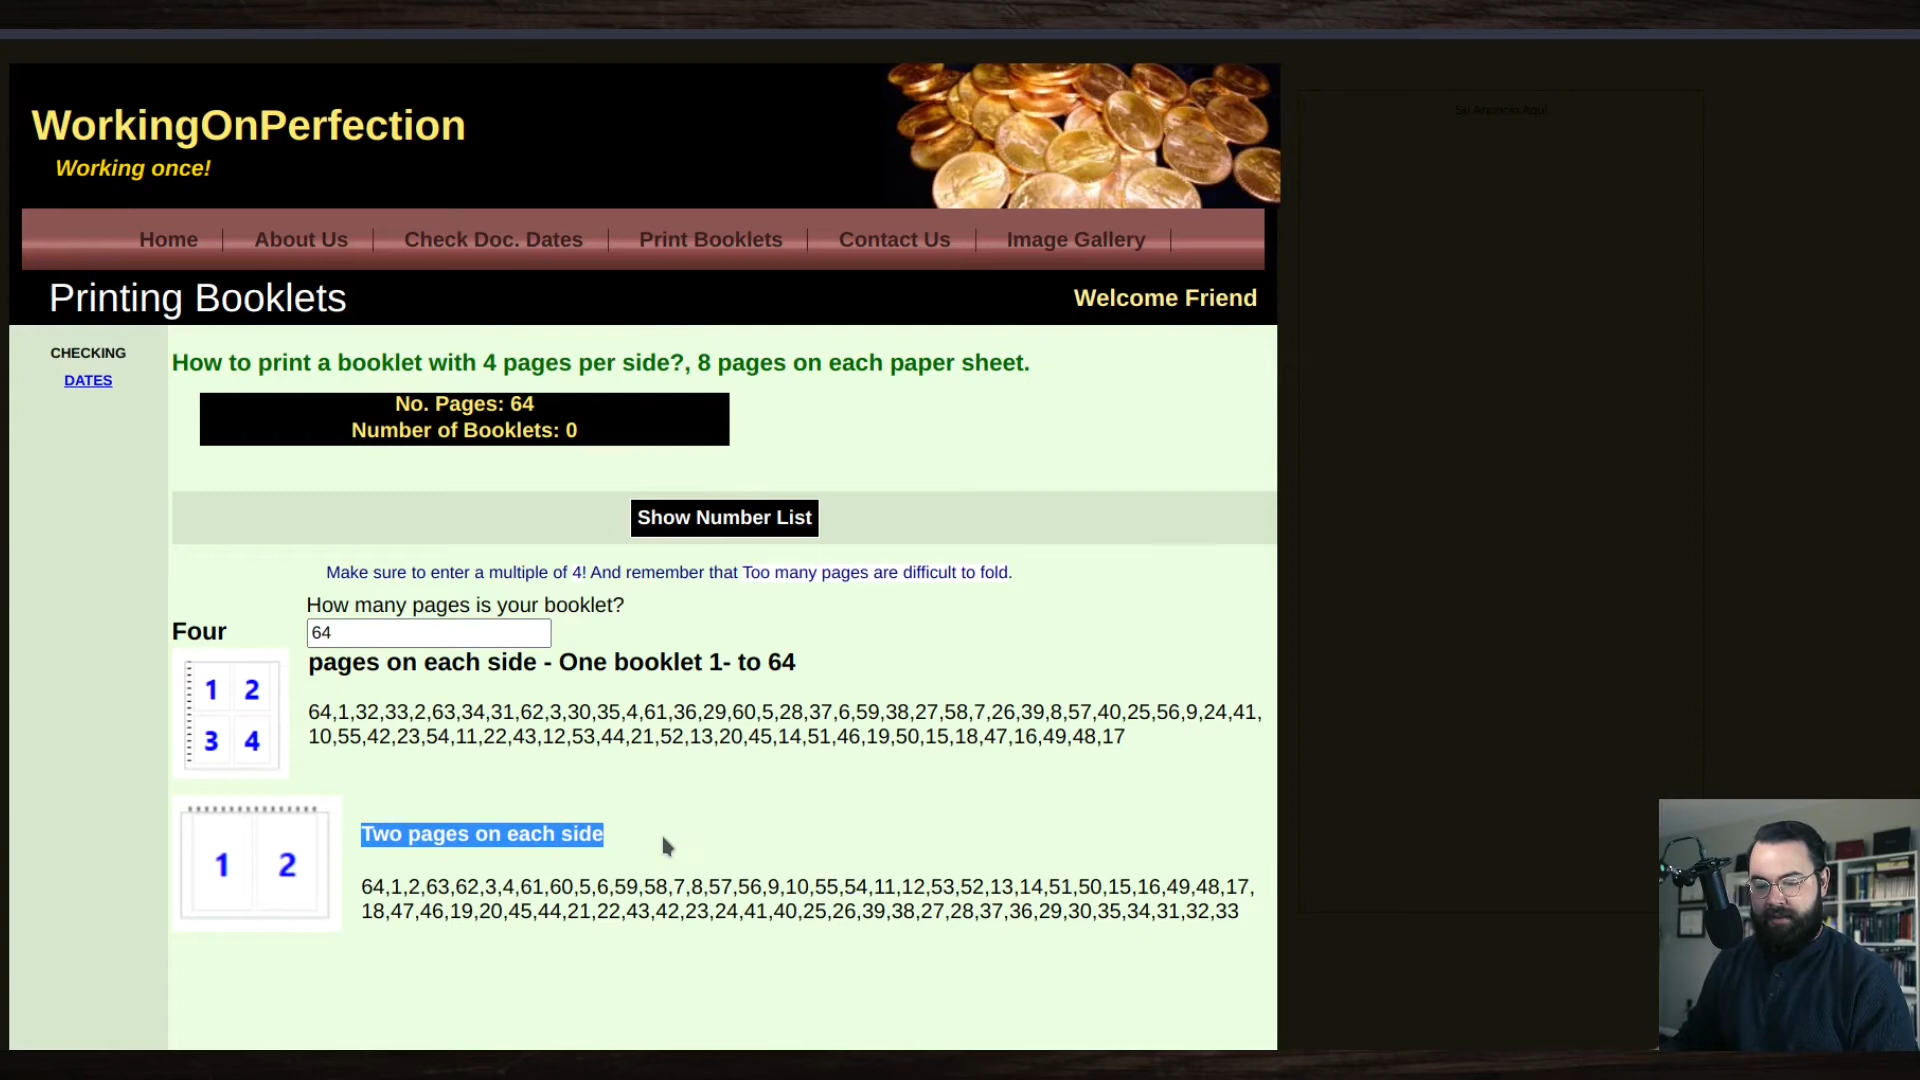 WorkingOnPerfection
Working once!
Su Anuncio Aquí
Home
About Us
Check Doc. Dates
Print Booklets
Contact Us
Image Gallery
Printing Booklets
Welcome Friend
CHECKING
DATES
How to print a booklet with 4 pages per side?, 8 pages on each paper sheet.
No. Pages: 64
Number of Booklets: 0
Show Number List
Make sure to enter a multiple of 4! And remember that Too many pages are difficult to fold.
How many pages is your booklet?
Four
64
pages on each side - One booklet 1- to 64
1 2
3 4
64,1,32,33,2,63,34,31,62,3,30,35,4,61,36,29,60,5,28,37,6,59,38,27,58,7,26,39,8,57,40,25,56,9,24,41,
10,55,42,23,54,11,22,43,12,53,44,21,52,13,20,45,14,51,46,19,50,15,18,47,16,49,48,17
Two pages on each side
1 2
64,1,2,63,62,3,4,61,60,5,6,59,58,7,8,57,56,9,10,55,54,11,12,53,52,13,14,51,50,15,16,49,48,17,
18,47,46,19,20,45,44,21,22,43,42,23,24,41,40,25,26,39,38,27,28,37,36,29,30,35,34,31,32,33